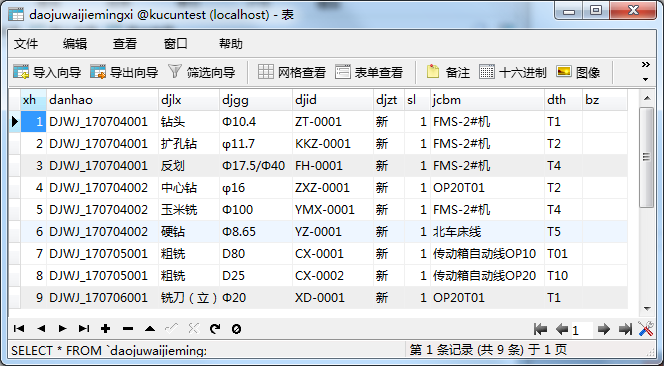 daojuwaijiemingxi @kucuntest (localhost) - 表
文件 编辑 查看 窗口 帮助
导入向导 导出向导 筛选向导 网格查看 表单查看 备注 十六进制 图像 »
xh danhao djlx djgg djid djzt sl jcbm dth bz
1 DJWJ_170704001 钻头 Φ10.4 ZT-0001 新 1 FMS-2#机 T1
2 DJWJ_170704001 扩孔钻 φ11.7 KKZ-0001 新 1 FMS-2#机 T2
3 DJWJ_170704001 反划 Φ17.5/Φ40 FH-0001 新 1 FMS-2#机 T4
4 DJWJ_170704002 中心钻 φ16 ZXZ-0001 新 1 OP20T01 T2
5 DJWJ_170704002 玉米铣 Φ100 YMX-0001 新 1 FMS-2#机 T4
6 DJWJ_170704002 硬钻 Φ8.65 YZ-0001 新 1 北车床线 T5
7 DJWJ_170705001 粗铣 D80 CX-0001 新 1 传动箱自动线OP10 T01
8 DJWJ_170705001 粗铣 D25 CX-0002 新 1 传动箱自动线OP20 T10
9 DJWJ_170706001 铣刀（立） Φ20 XD-0001 新 1 OP20T01 T1
1
SELECT * FROM `daojuwaijieming: 第 1 条记录 (共 9 条) 于 1 页